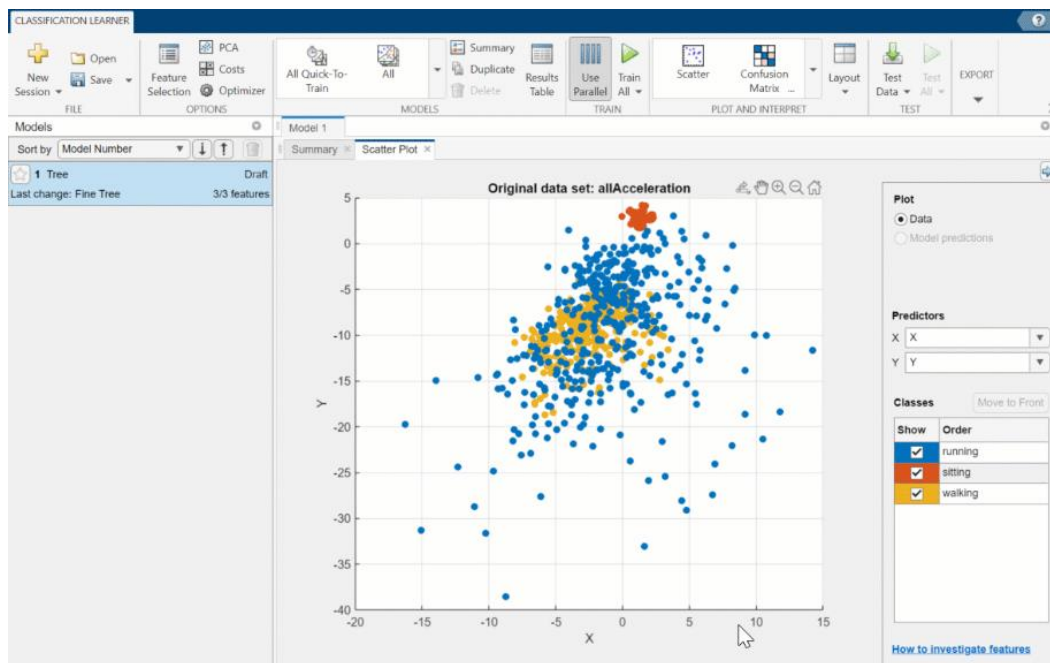 CLASSIFICATION LEARNER
?
New Session
Open
Save
FILE
Feature Selection
PCA
Costs
Optimizer
OPTIONS
All Quick-To-Train
All
Summary
Duplicate
Delete
MODELS
Results Table
Use Parallel
Train All
TRAIN
Scatter
Confusion Matrix ...
Layout
PLOT AND INTERPRET
Test Data
Test All
TEST
EXPORT
Models
Sort by Model Number
1 Tree Draft
Last change: Fine Tree 3/3 features
Model 1
Summary Scatter Plot
Original data set: allAcceleration
5
0
-5
-10
-15
-20
-25
-30
-35
-40
Y
-20 -15 -10 -5 0 5 10 15
X
Plot
Data
Model predictions
Predictors
X X
Y Y
Classes Move to Front
Show Order
running
sitting
walking
How to investigate features